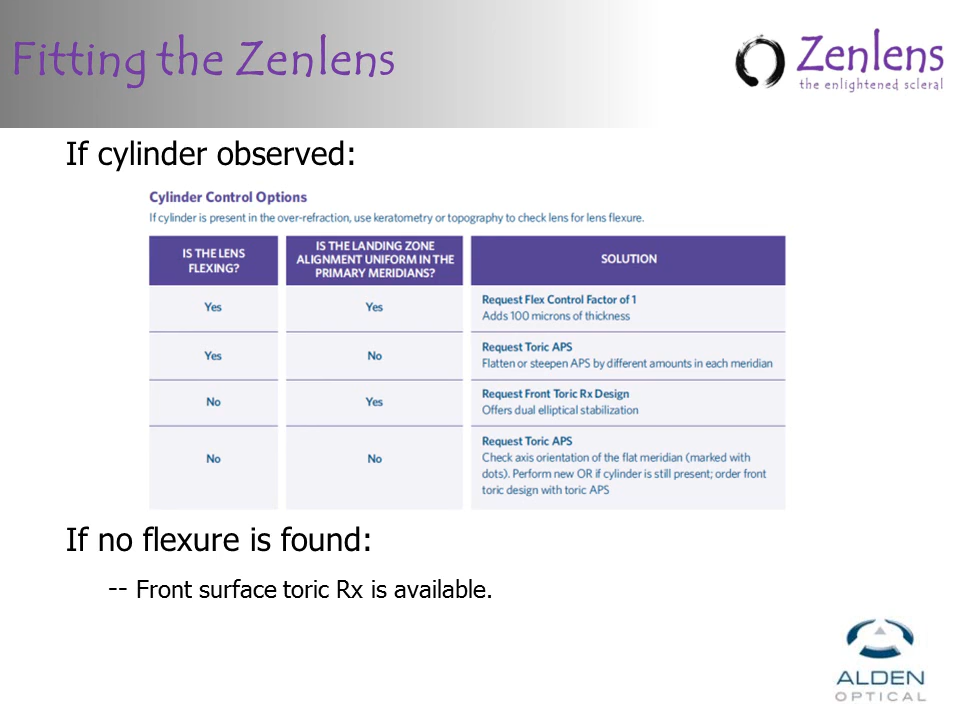 Fitting the Zenlens
Zenlens
the enlightened scleral
If cylinder observed:
Cylinder Control Options
If cylinder is present in the over-refraction, use keratometry or topography to check lens for lens flexure.
IS THE LENS
FLEXING?
IS THE LANDING ZONE
ALIGNMENT UNIFORM IN THE
PRIMARY MERIDIANS?
SOLUTION
Yes
Yes
Request Flex Control Factor of 1
Adds 100 microns of thickness
Yes
No
Request Toric APS
Flatten or steepen APS by different amounts in each meridian
No
Yes
Request Front Toric Rx Design
Offers dual elliptical stabilization
No
No
Request Toric APS
Check axis orientation of the flat meridian (marked with
dots). Perform new OR if cylinder is still present; order front
toric design with toric APS
If no flexure is found:
-- Front surface toric Rx is available.
ALDEN
OPTICAL